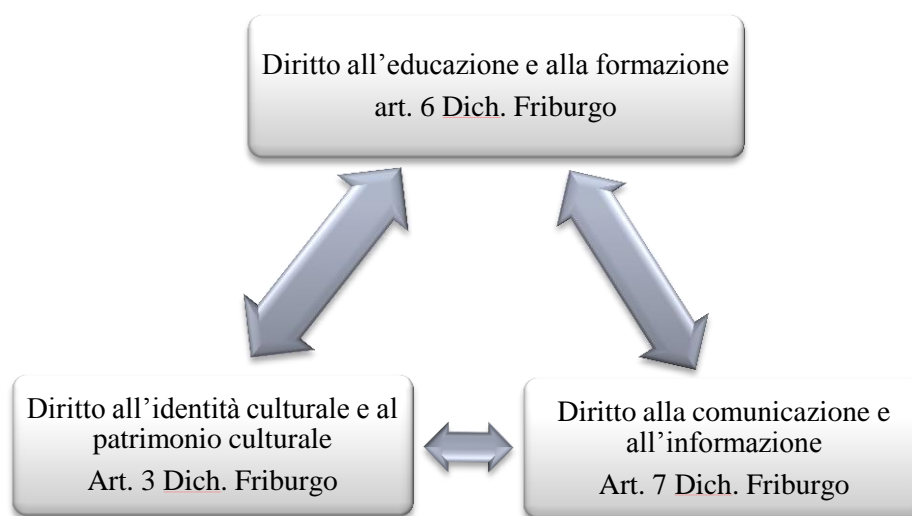 Diritto all’educazione e alla formazione
art. 6 Dich. Friburgo
Diritto all’identità culturale e al
patrimonio culturale
Art. 3 Dich. Friburgo
Diritto alla comunicazione e
all’informazione
Art. 7 Dich. Friburgo